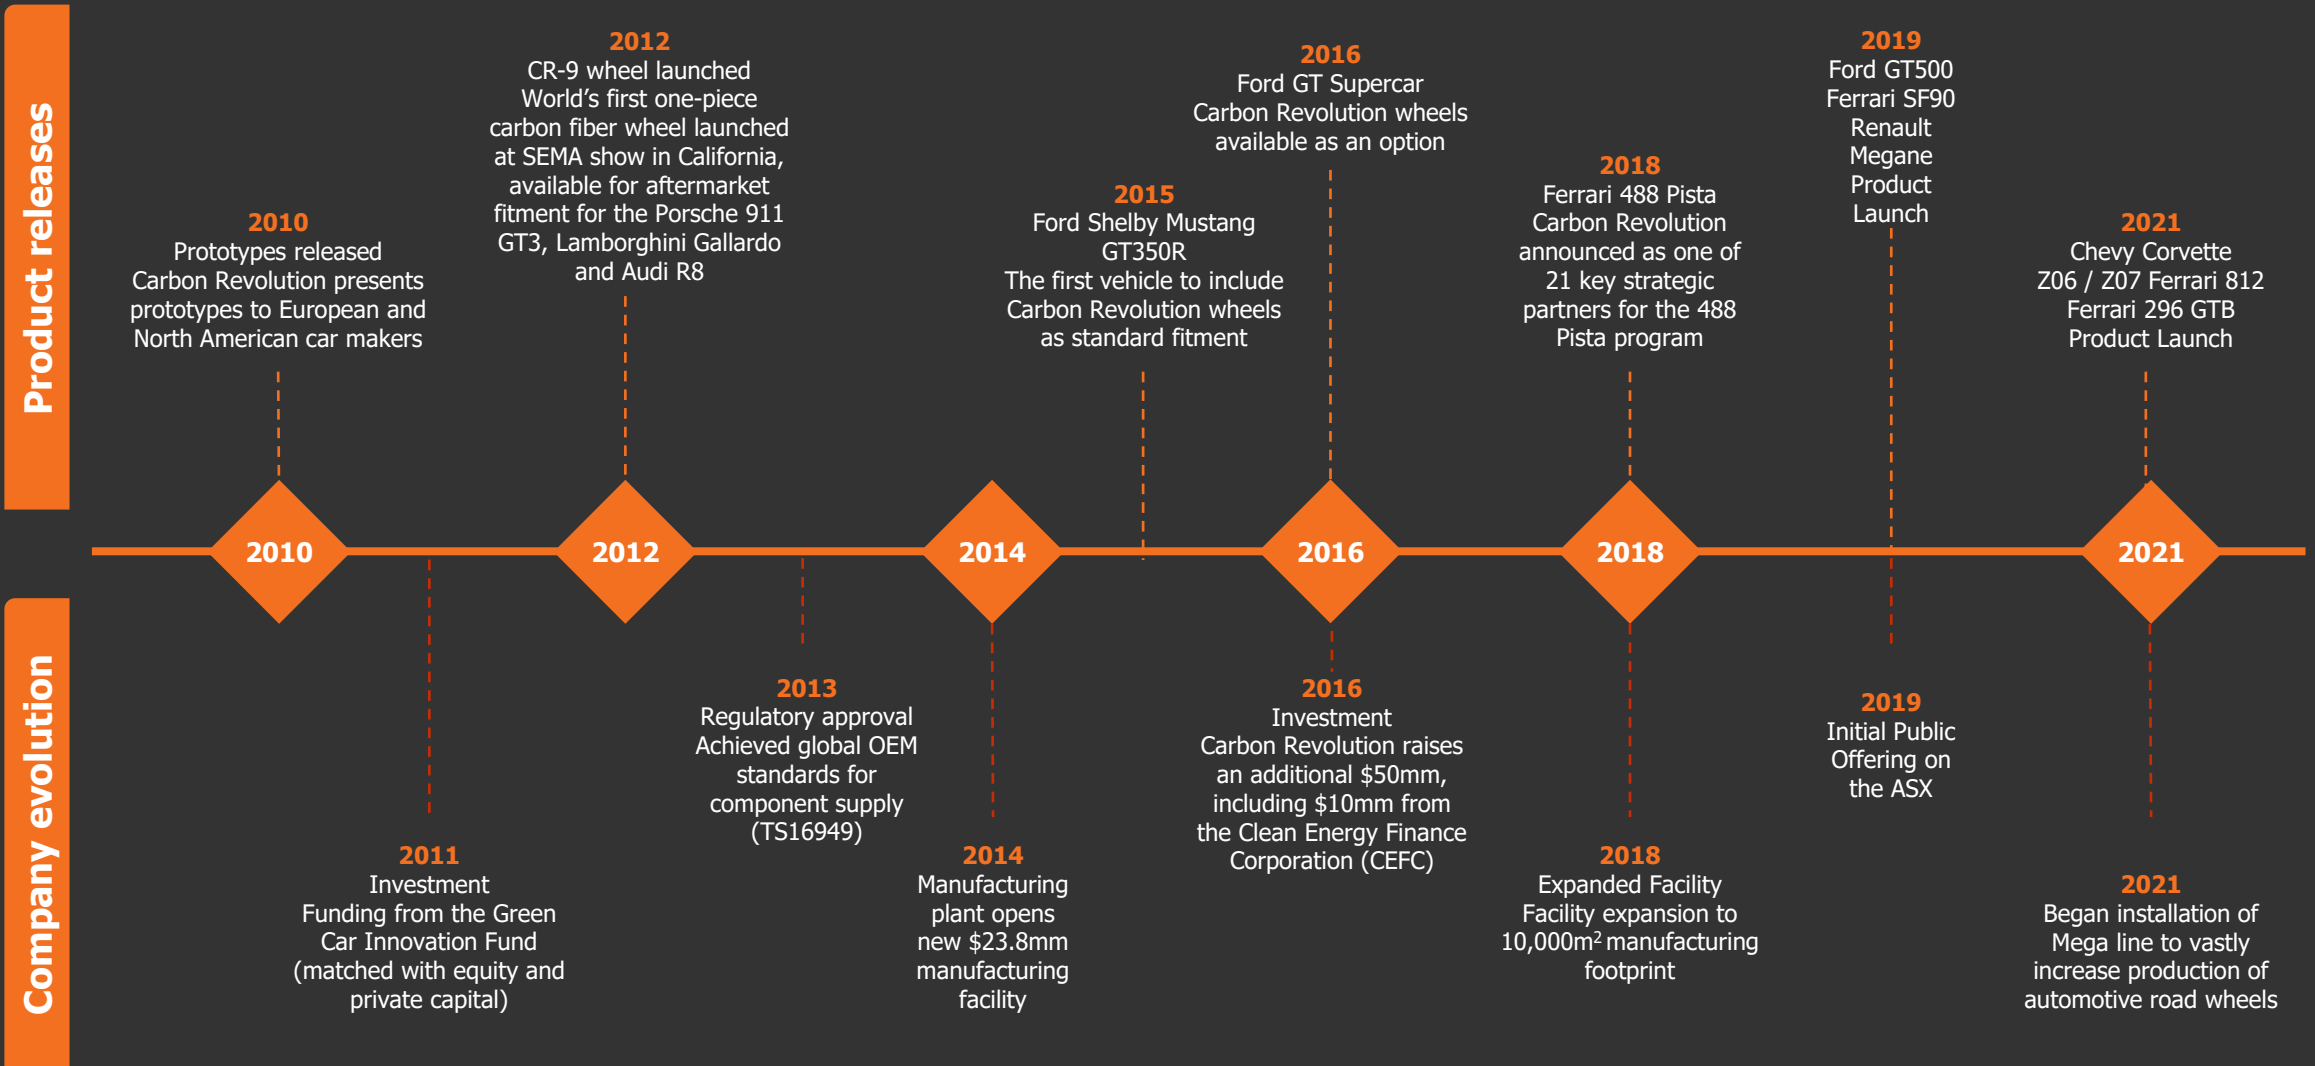 Product releases
2010
Prototypes released
Carbon Revolution presents
prototypes to European and
North American car makers
2012
CR-9 wheel launched
World’s first one-piece
carbon fiber wheel launched
at SEMA show in California,
available for aftermarket
fitment for the Porsche 911
GT3, Lamborghini Gallardo
and Audi R8
2015
Ford Shelby Mustang
GT350R
The first vehicle to include
Carbon Revolution wheels
as standard fitment
2016
Ford GT Supercar
Carbon Revolution wheels
available as an option
2018
Ferrari 488 Pista
Carbon Revolution
announced as one of
21 key strategic
partners for the 488
Pista program
2019
Ford GT500
Ferrari SF90
Renault
Megane
Product
Launch
2021
Chevy Corvette
Z06 / Z07 Ferrari 812
Ferrari 296 GTB
Product Launch
2010
2012
2014
2016
2018
2021
Company evolution
2011
Investment
Funding from the Green
Car Innovation Fund
(matched with equity and
private capital)
2013
Regulatory approval
Achieved global OEM
standards for
component supply
(TS16949)
2014
Manufacturing
plant opens
new $23.8mm
manufacturing
facility
2016
Investment
Carbon Revolution raises
an additional $50mm,
including $10mm from
the Clean Energy Finance
Corporation (CEFC)
2018
Expanded Facility
Facility expansion to
10,000m² manufacturing
footprint
2019
Initial Public
Offering on
the ASX
2021
Began installation of
Mega line to vastly
increase production of
automotive road wheels